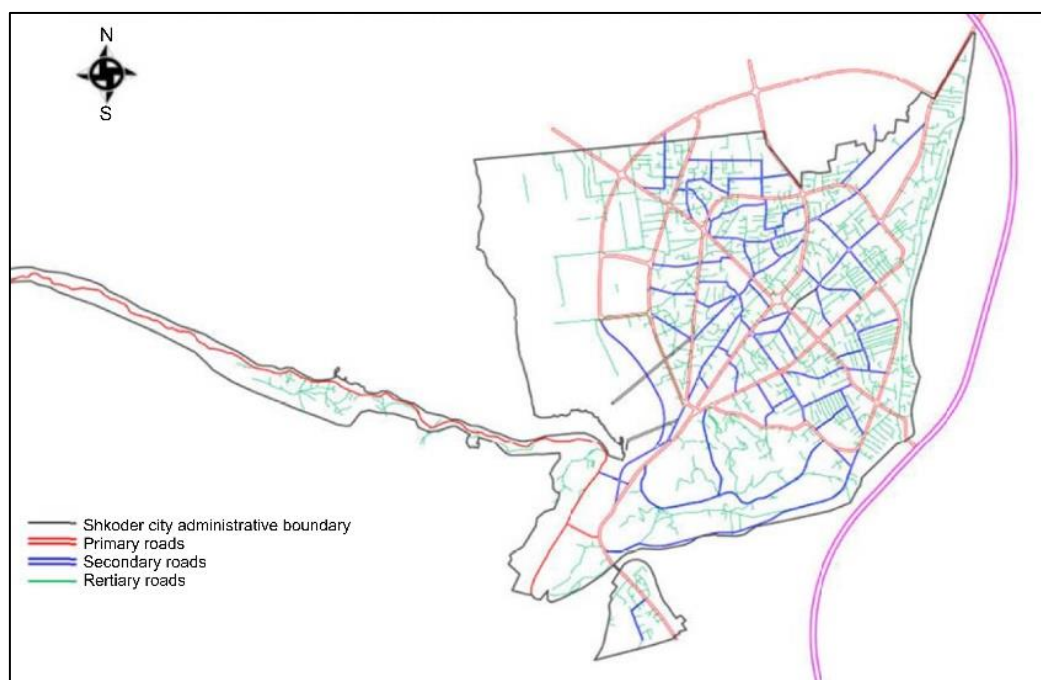 N
S
Shkoder city administrative boundary
Primary roads
Secondary roads
Rertiary roads